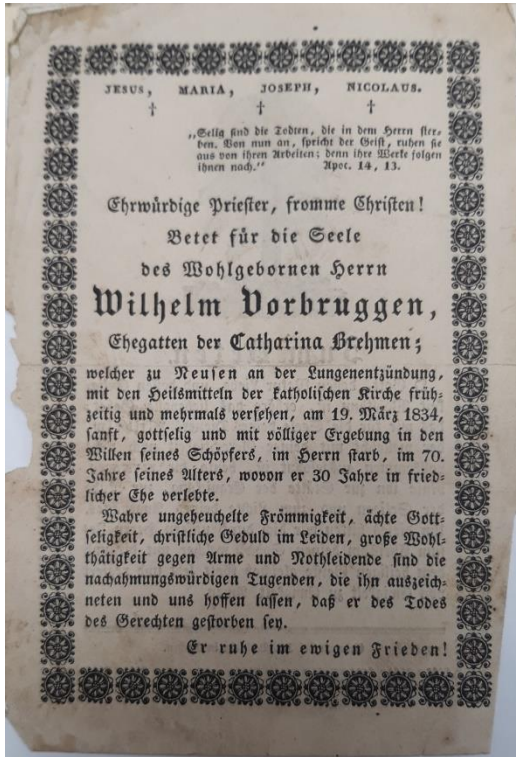 JESUS, MARIA, JOSEPH, NICOLAUS.
† † †
„Selig sind die Todten, die in dem Herrn ster-
ben. Von nun an, spricht der Geist, ruhen sie
aus von ihren Arbeiten; denn ihre Werke folgen
ihnen nach.“ Apoc. 14, 13.
Ehrwürdige Priester, fromme Christen!
Betet für die Seele
des Wohlgebornen Herrn
Wilhelm Vorbruggen,
Ehegatten der Catharina Brehmen;
welcher zu Neusen an der Lungenentzündung,
mit den Heilsmitteln der katholischen Kirche früh-
zeitig und mehrmals versehen, am 19. März 1834,
sanft, gottselig und mit völliger Ergebung in den
Willen seines Schöpfers, im Herrn starb, im 70.
Jahre seines Alters, wovon er 30 Jahre in fried-
licher Ehe verlebte.
Wahre ungeheuchelte Frömmigkeit, ächte Gott-
seligkeit, christliche Geduld im Leiden, große Wohl-
thätigkeit gegen Arme und Nothleidende sind die
nachahmungswürdigen Tugenden, die ihn auszeich-
neten und uns hoffen lassen, daß er des Todes
des Gerechten gestorben sey.
Er ruhe im ewigen Frieden!